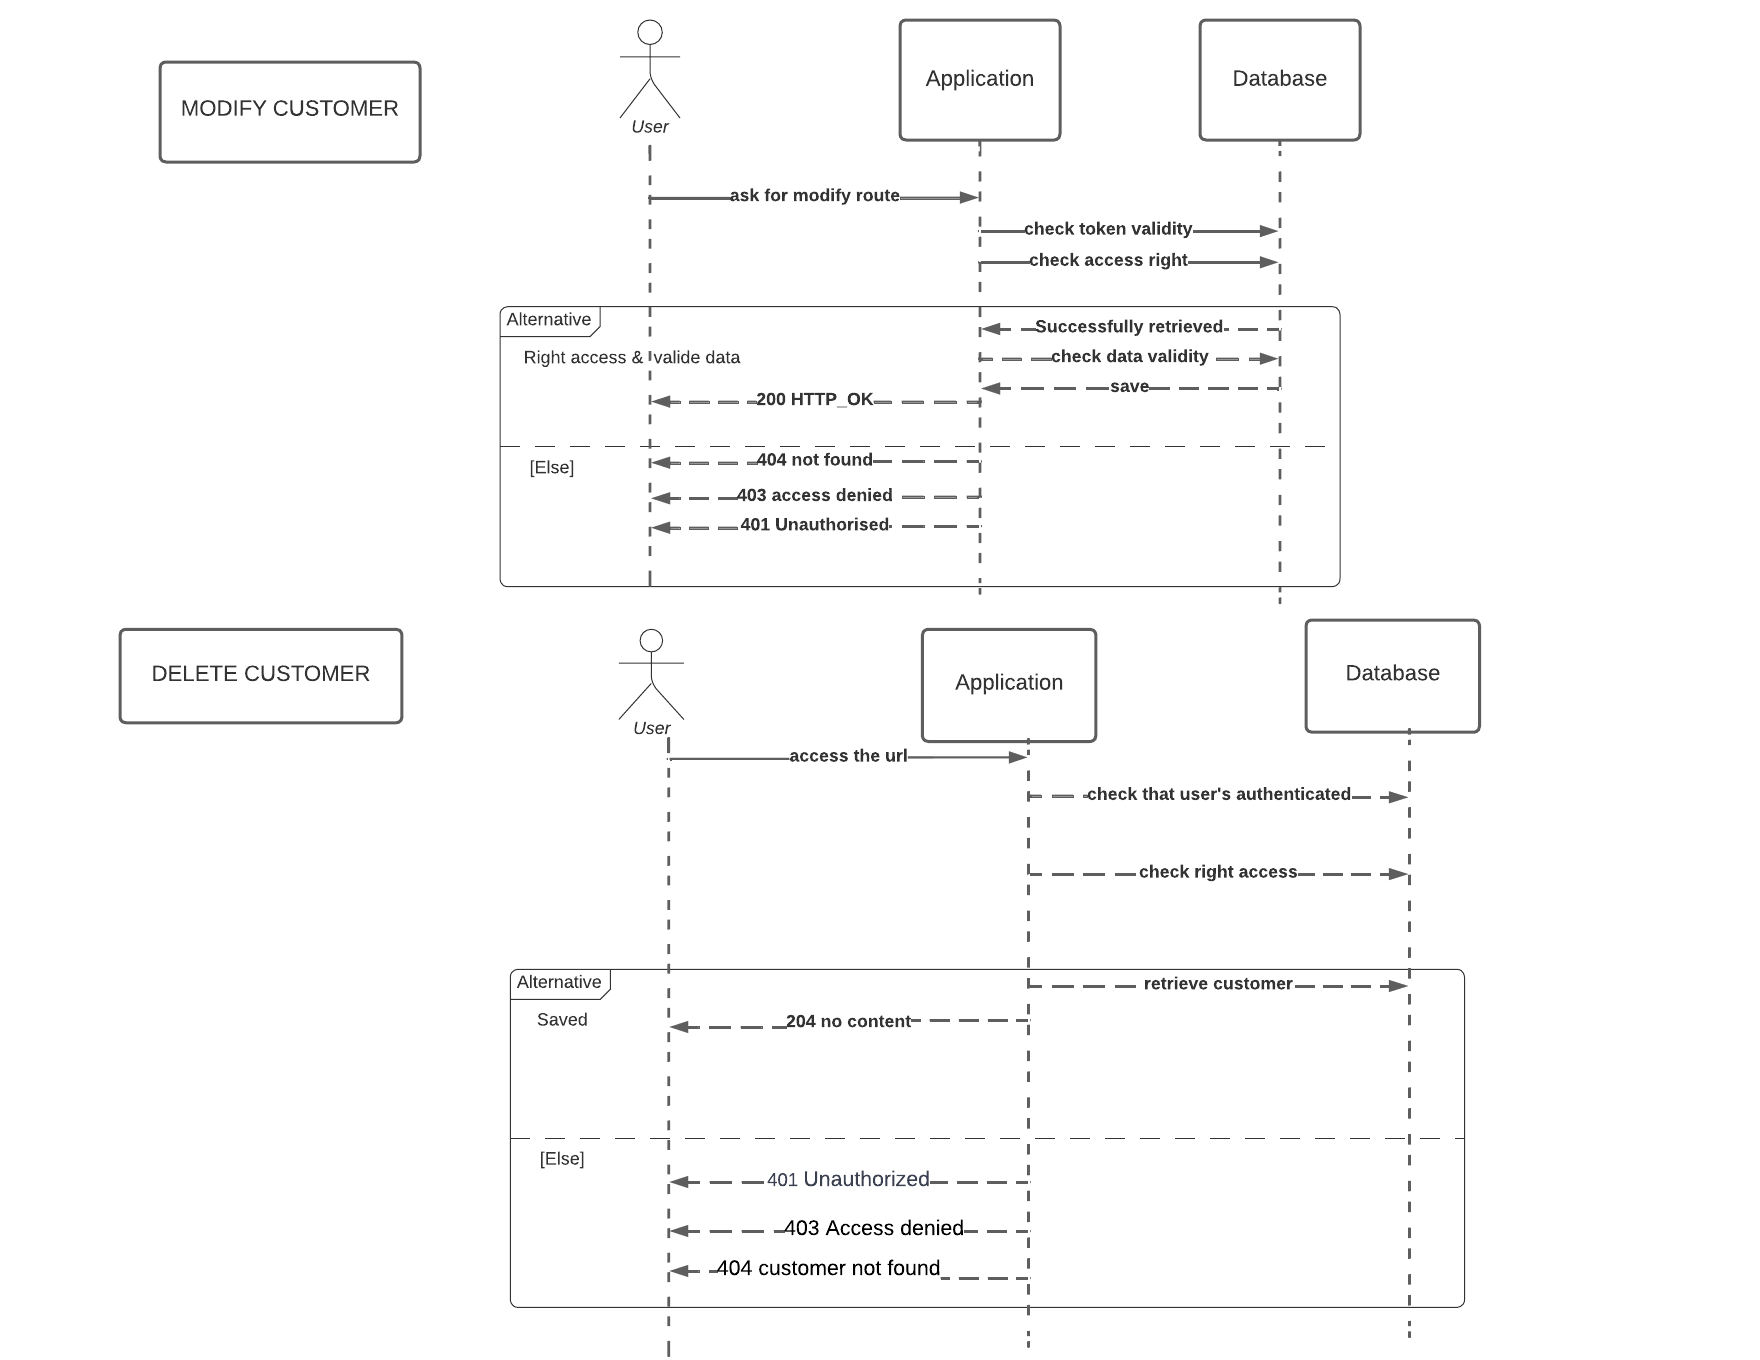 MODIFY CUSTOMER
User
Application
Database
ask for modify route
check token validity
check access right
Alternative
Successfully retrieved
Right access & valide data
check data validity
save
200 HTTP_OK
[Else]
404 not found
403 access denied
401 Unauthorised
DELETE CUSTOMER
User
Application
Database
access the url
check that user's authenticated
check right access
Alternative
retrieve customer
Saved
204 no content
[Else]
401 Unauthorized
403 Access denied
404 customer not found